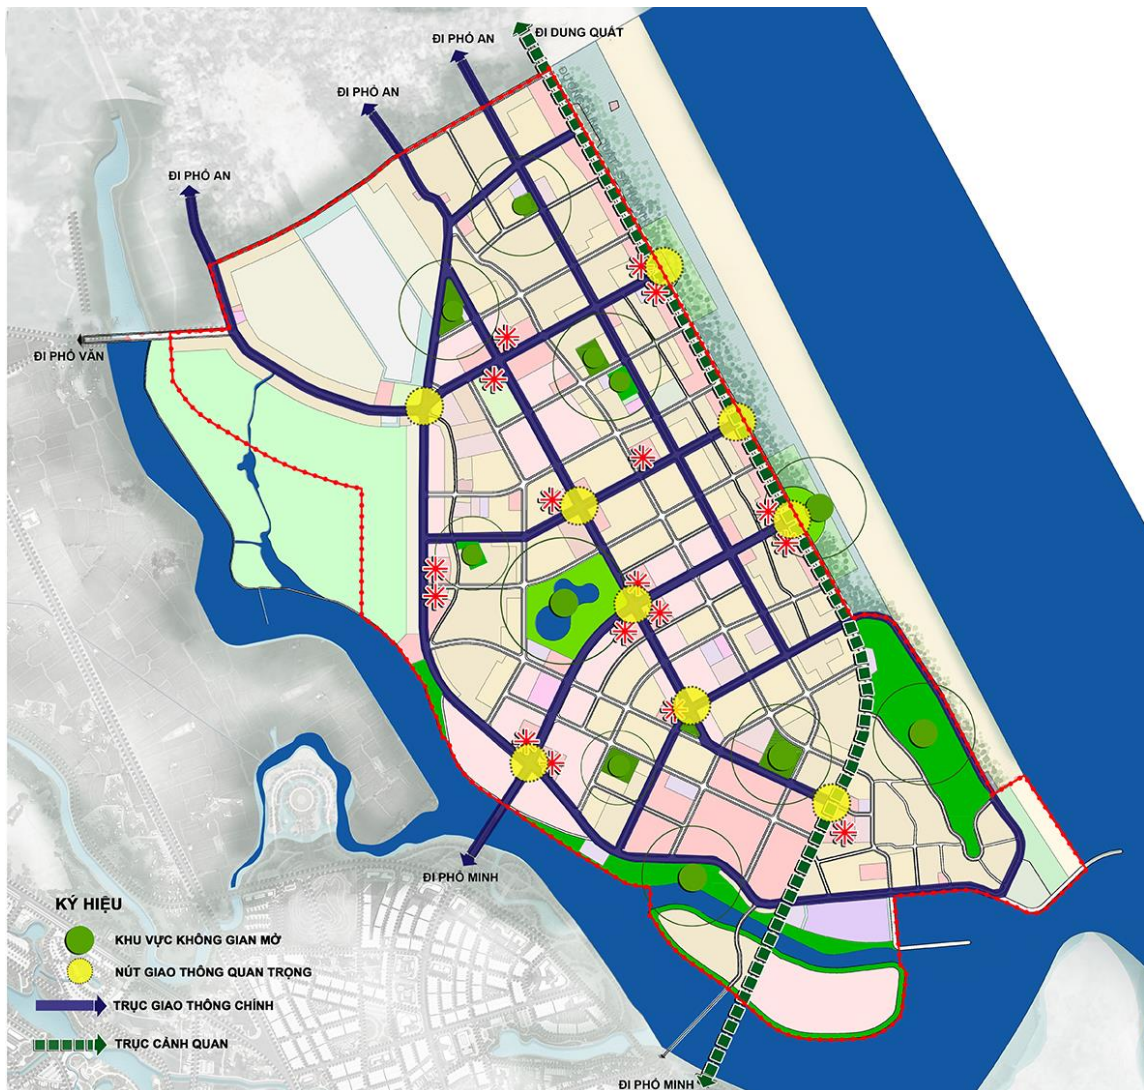 ĐI DUNG QUẤT
ĐI PHỔ AN
ĐI PHỔ AN
ĐI PHỔ AN
ĐI PHỔ VĂN
ĐI PHỔ MINH
KÝ HIỆU
KHU VỰC KHÔNG GIAN MỞ
NÚT GIAO THÔNG QUAN TRỌNG
TRỤC GIAO THÔNG CHÍNH
TRỤC CẢNH QUAN
ĐI PHỔ MINH